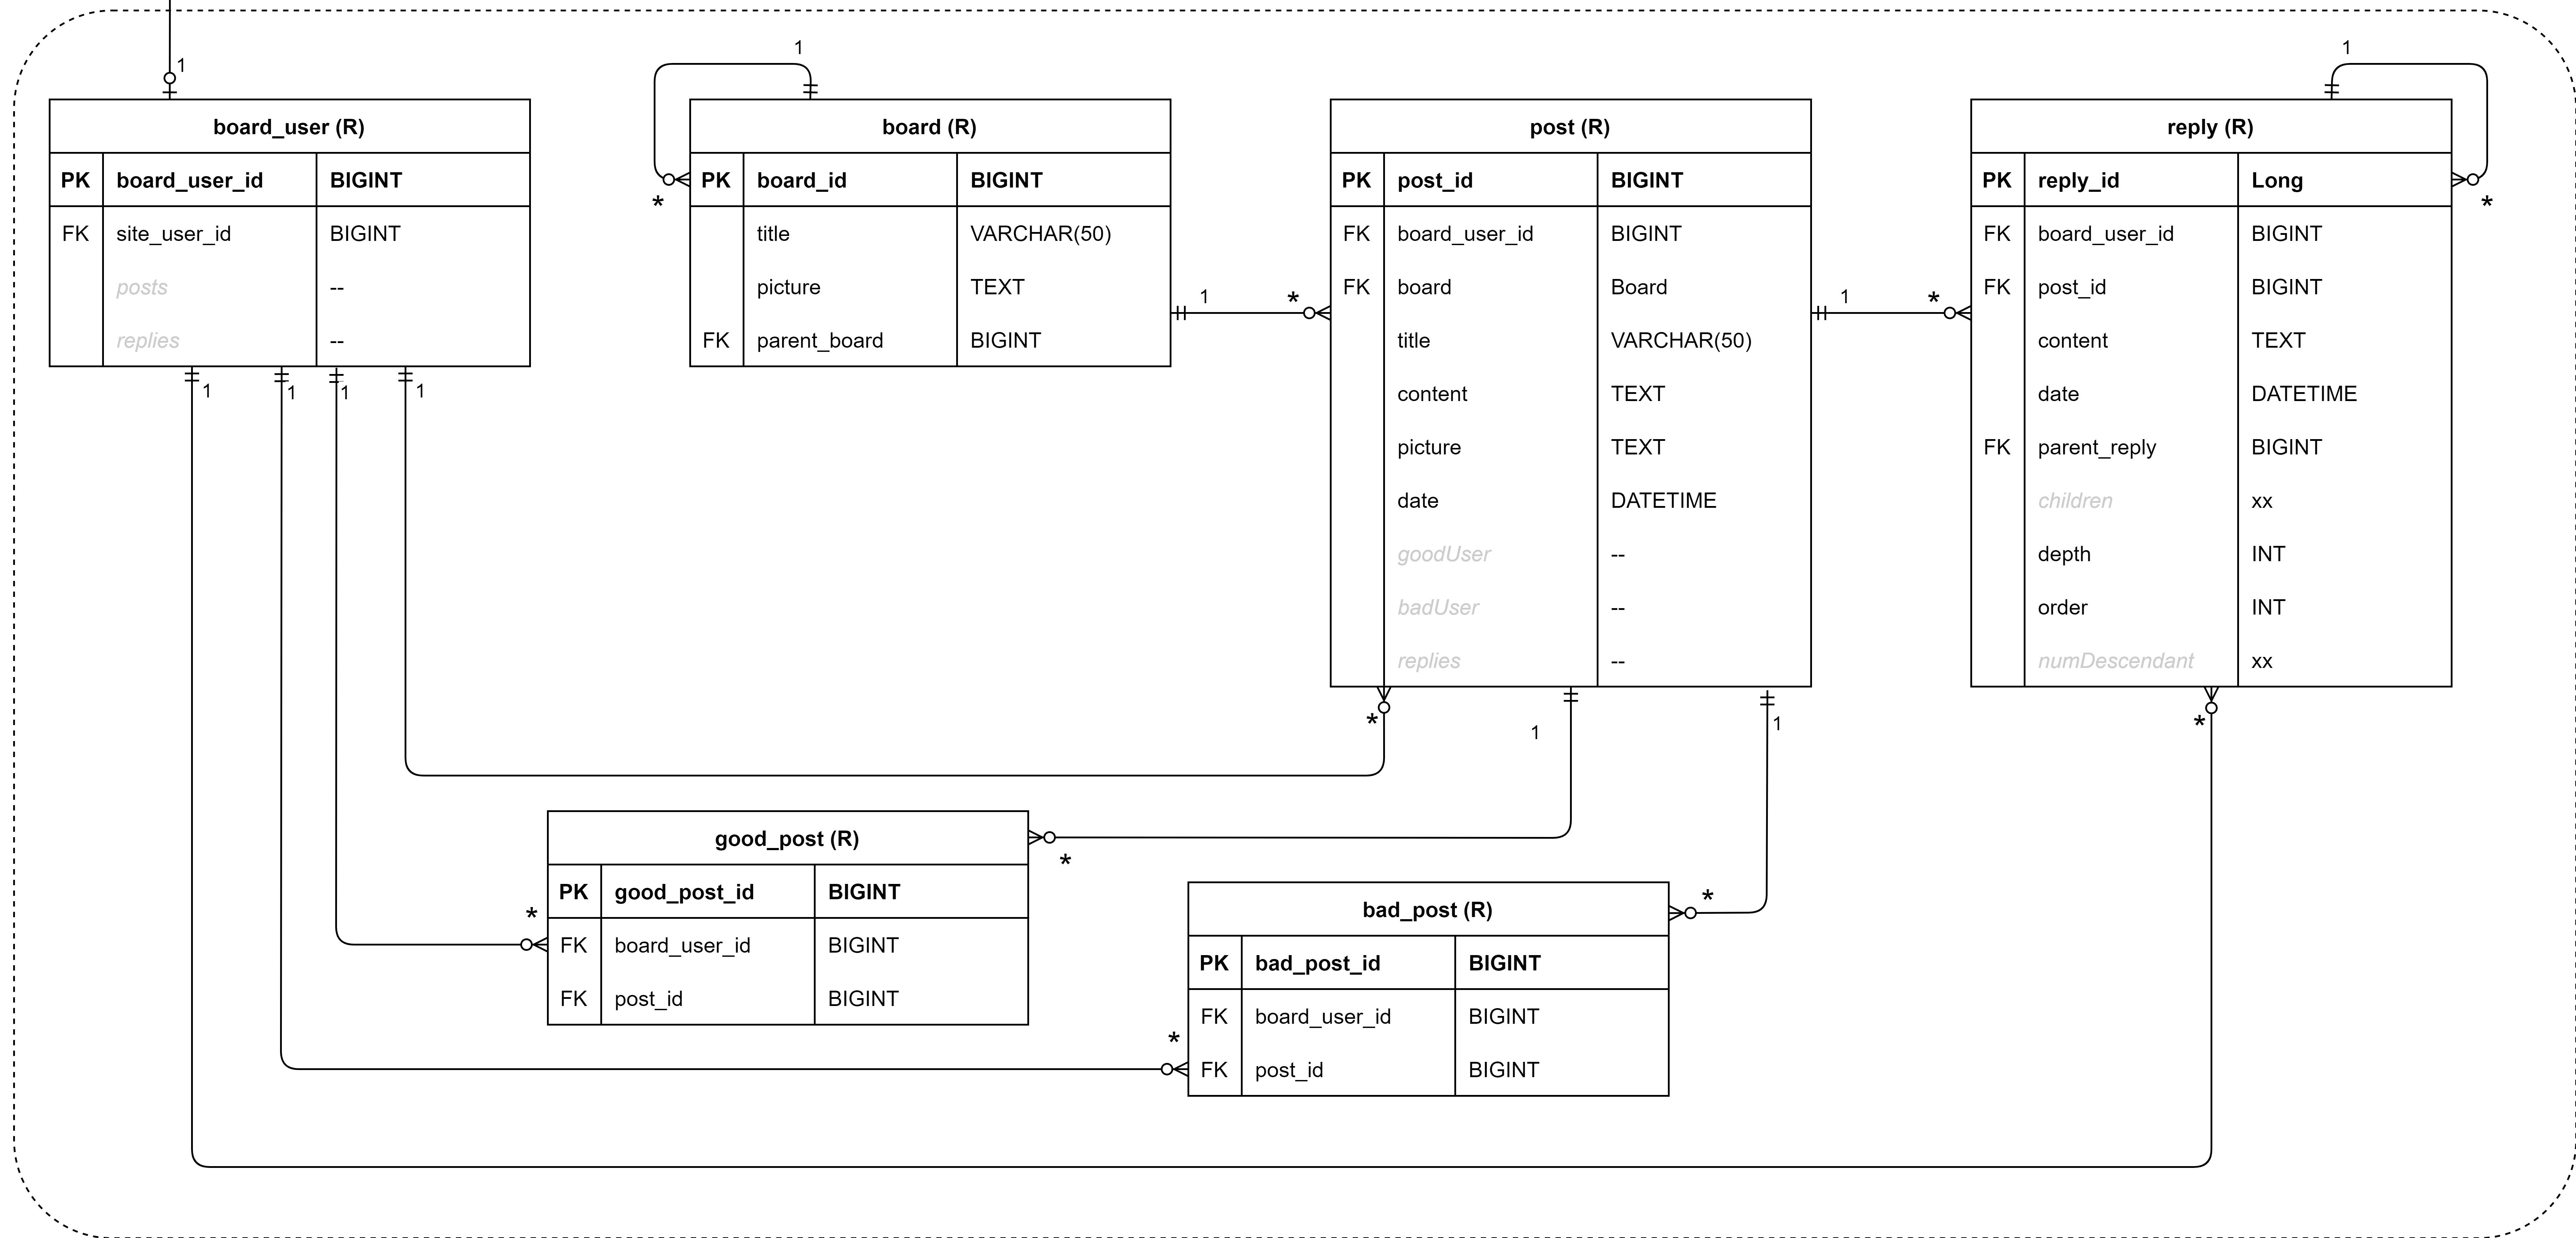 1
board_user (R)
PK board_user_id BIGINT
FK site_user_id BIGINT
posts --
replies --
1 1 1 1
1
*
board (R)
PK board_id BIGINT
title VARCHAR(50)
picture TEXT
FK parent_board BIGINT
1 *
post (R)
PK post_id BIGINT
FK board_user_id BIGINT
FK board Board
title VARCHAR(50)
content TEXT
picture TEXT
date DATETIME
goodUser --
badUser --
replies --
* 1 1
1 *
1
*
reply (R)
PK reply_id Long
FK board_user_id BIGINT
FK post_id BIGINT
content TEXT
date DATETIME
FK parent_reply BIGINT
children xx
depth INT
order INT
numDescendant xx
*
good_post (R)
*
PK good_post_id BIGINT
*
FK board_user_id BIGINT
FK post_id BIGINT
*
bad_post (R)
PK bad_post_id BIGINT
FK board_user_id BIGINT
*
FK post_id BIGINT